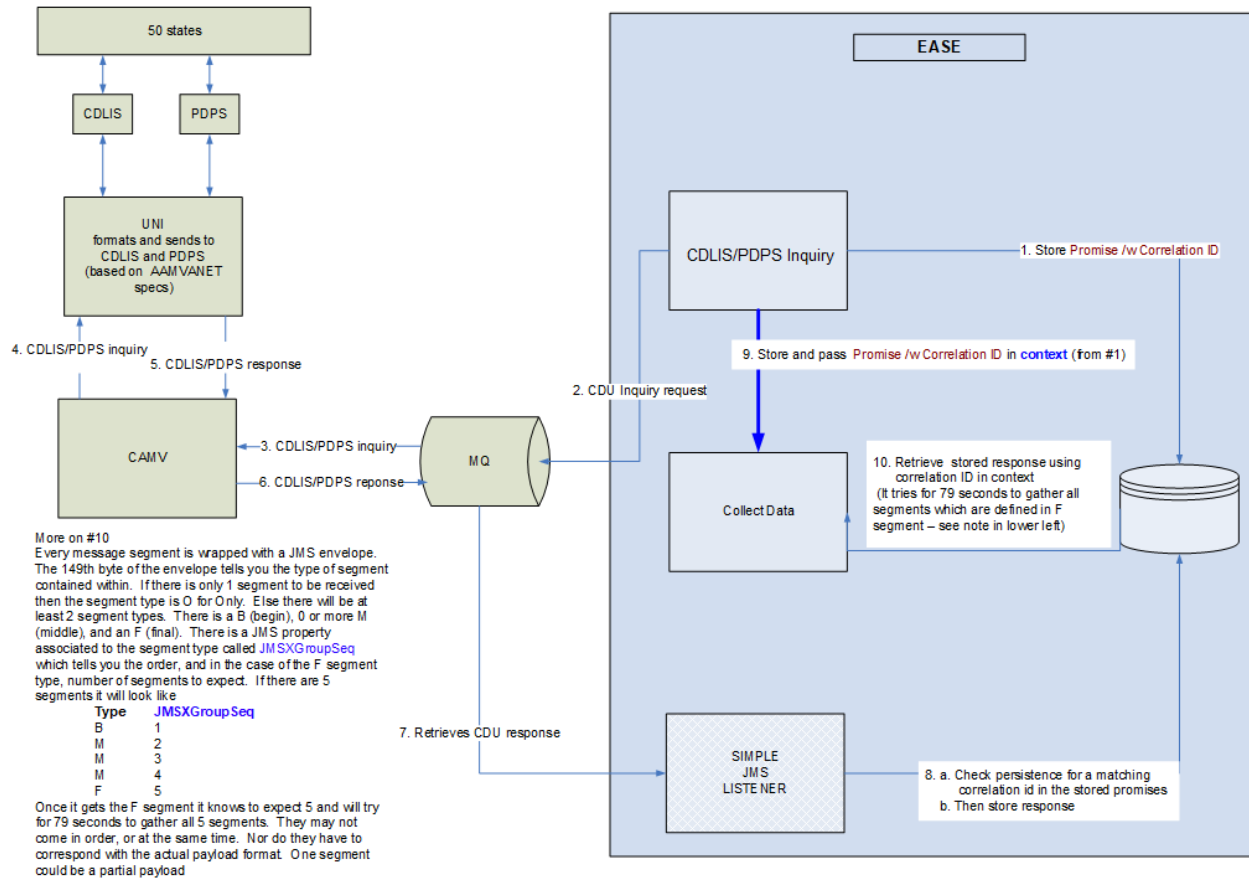 50 states
EASE
CDLIS
PDPS
UNI
formats and sends to
CDLIS and PDPS
(based on AAMVANET
specs)
CDLIS/PDPS Inquiry
1. Store Promise /w Correlation ID
4. CDLIS/PDPS inquiry
5. CDLIS/PDPS response
9. Store and pass Promise /w Correlation ID in context (from #1)
2. CDU Inquiry request
CAMV
3. CDLIS/PDPS inquiry
6. CDLIS/PDPS reponse
MQ
Collect Data
10. Retrieve stored response using
correlation ID in context
(It tries for 79 seconds to gather all
segments which are defined in F
segment – see note in lower left)
More on #10
Every message segment is wrapped with a JMS envelope.
The 149th byte of the envelope tells you the type of segment
contained within. If there is only 1 segment to be received
then the segment type is O for Only. Else there will be at
least 2 segment types. There is a B (begin), 0 or more M
(middle), and an F (final). There is a JMS property
associated to the segment type called JMSXGroupSeq
which tells you the order, and in the case of the F segment
type, number of segments to expect. If there are 5
segments it will look like
Type JMSXGroupSeq
B 1
M 2
M 3
M 4
F 5
Once it gets the F segment it knows to expect 5 and will try
for 79 seconds to gather all 5 segments. They may not
come in order, or at the same time. Nor do they have to
correspond with the actual payload format. One segment
could be a partial payload
7. Retrieves CDU response
SIMPLE
JMS
LISTENER
8. a. Check persistence for a matching
correlation id in the stored promises
b. Then store response